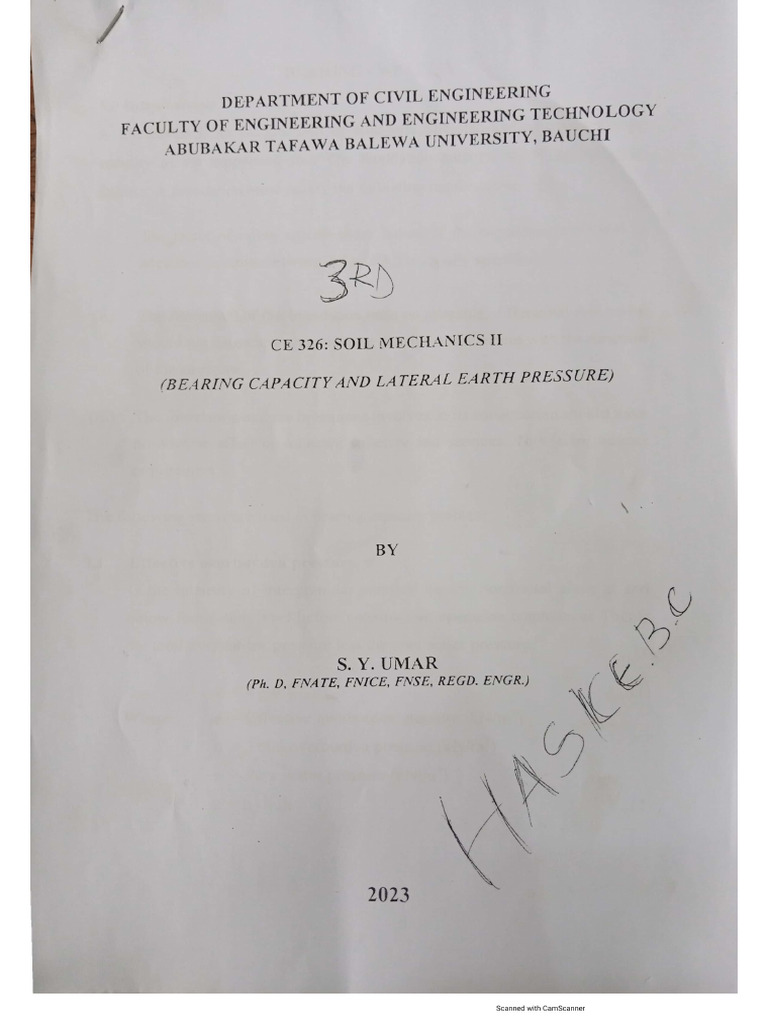 DEPARTMENT OF CIVIL ENGINEERING
FACULTY OF ENGINEERING AND ENGINEERING TECHNOLOGY
ABUBAKAR TAFAWA BALEWA UNIVERSITY, BAUCHI
3RD
CE 326: SOIL MECHANICS II
(BEARING CAPACITY AND LATERAL EARTH PRESSURE)
BY
S. Y. UMAR
(Ph. D, FNATE, FNICE, FNSE, REGD. ENGR.)
HASKE.B.C
2023
Scanned with CamScanner